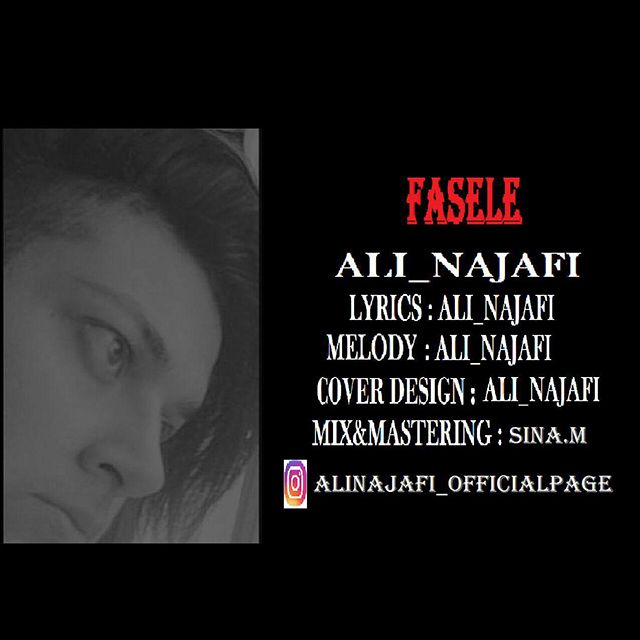 FASELE
ALI_NAJAFI
LYRICS : ALI_NAJAFI
MELODY : ALI_NAJAFI
COVER DESIGN : ALI_NAJAFI
MIX&MASTERING : SINA.M
ALINAJAFI_OFFICIALPAGE